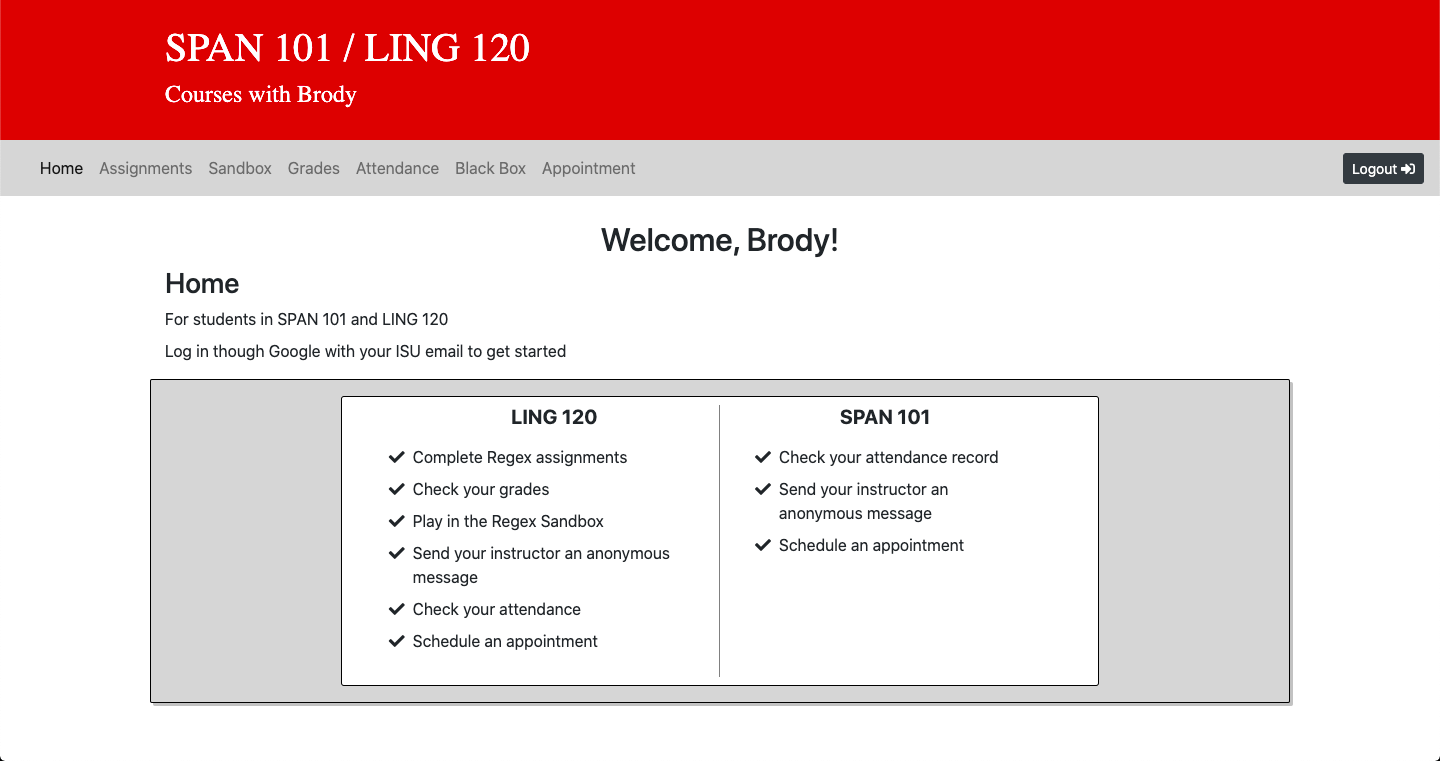 SPAN 101 / LING 120
Courses with Brody
Home Assignments Sandbox Grades Attendance Black Box Appointment Logout
Welcome, Brody!
Home
For students in SPAN 101 and LING 120
Log in though Google with your ISU email to get started
LING 120
Complete Regex assignments
Check your grades
Play in the Regex Sandbox
Send your instructor an anonymous
message
Check your attendance
Schedule an appointment
SPAN 101
Check your attendance record
Send your instructor an
anonymous message
Schedule an appointment